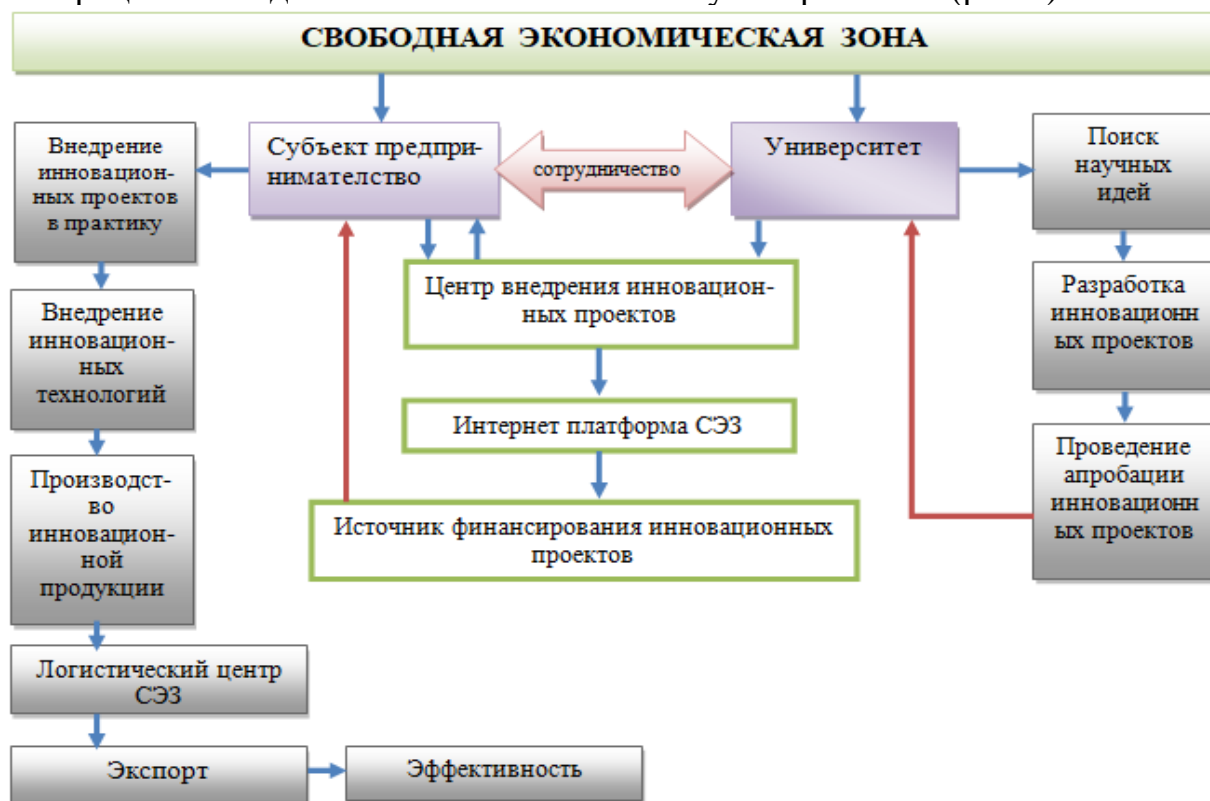 СВОБОДНАЯ ЭКОНОМИЧЕСКАЯ ЗОНА
Внедрение
инновацион-
ных проектов
в практику
Субъект предпри-
нимателство
сотрудничество
Университет
Поиск
научных
идей
Центр внедрения инновацион-
ных проектов
Разработка
инновационн
ых проектов
Внедрение
инновацион-
ных
технологий
Интернет платформа СЭЗ
Проведение
апробации
инновационн
ых проектов
Производст-
во
инновацион-
ной
продукции
Источник финансирования инновационных
проектов
Логистический центр
СЭЗ
Экспорт
Эффективность